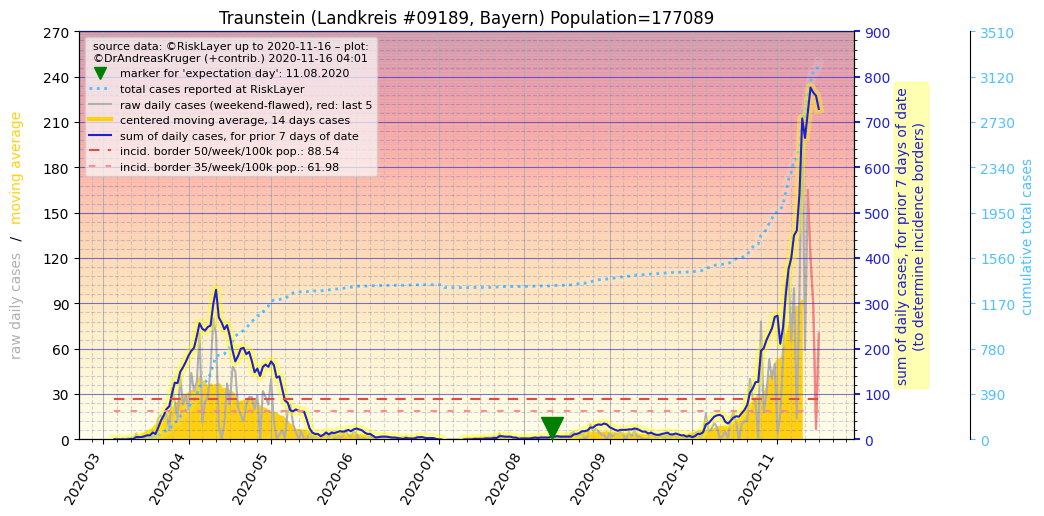 Traunstein (Landkreis #09189, Bayern) Population=177089
source data: ©RiskLayer up to 2020-11-16 – plot:
©DrAndreasKruger (+contrib.) 2020-11-16 04:01
marker for 'expectation day': 11.08.2020
total cases reported at RiskLayer
raw daily cases (weekend-flawed), red: last 5
centered moving average, 14 days cases
sum of daily cases, for prior 7 days of date
incid. border 50/week/100k pop.: 88.54
incid. border 35/week/100k pop.: 61.98
raw daily cases / moving average
270
240
210
180
150
120
90
60
30
0
2020-03
2020-04
2020-05
2020-06
2020-07
2020-08
2020-09
2020-10
2020-11
900
800
700
600
500
400
300
200
100
0
sum of daily cases, for prior 7 days of date
(to determine incidence borders)
3510
3120
2730
2340
1950
1560
1170
780
390
0
cumulative total cases